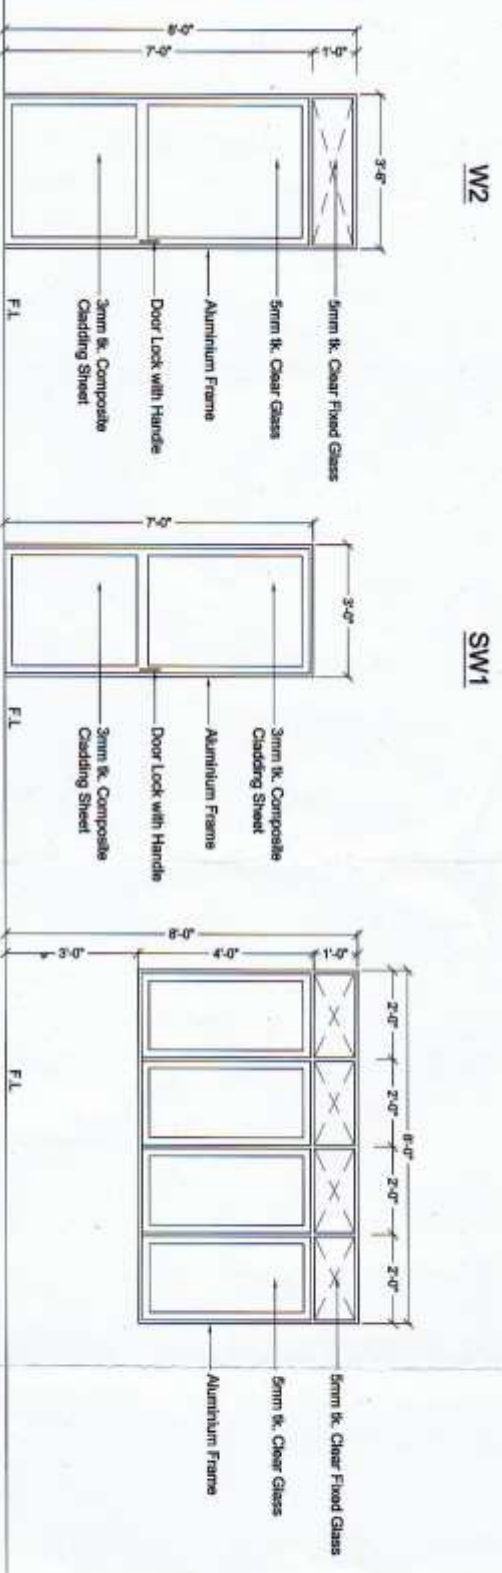 W2
SW1
8'-0"
7'-0"
1'-0"
3'-6"
5mm tk. Clear Fixed Glass
5mm tk. Clear Glass
Aluminium Frame
Door Lock with Handle
3mm tk. Composite
Cladding Sheet
F.L
7'-0"
3'-0"
3mm tk. Composite
Cladding Sheet
Aluminium Frame
Door Lock with Handle
3mm tk. Composite
Cladding Sheet
F.L
8'-0"
3'-0"
4'-0"
1'-0"
8'-0"
2'-0"
2'-0"
2'-0"
2'-0"
5mm tk. Clear Fixed Glass
5mm tk. Clear Glass
Aluminium Frame
F.L